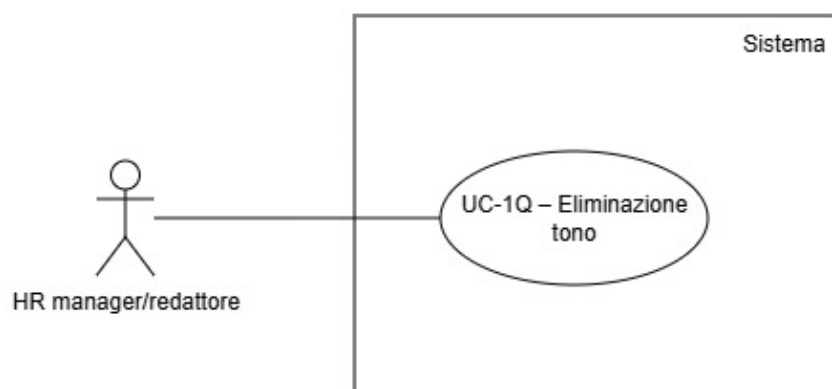 Sistema
UC-1Q – Eliminazione
tono
HR manager/redattore